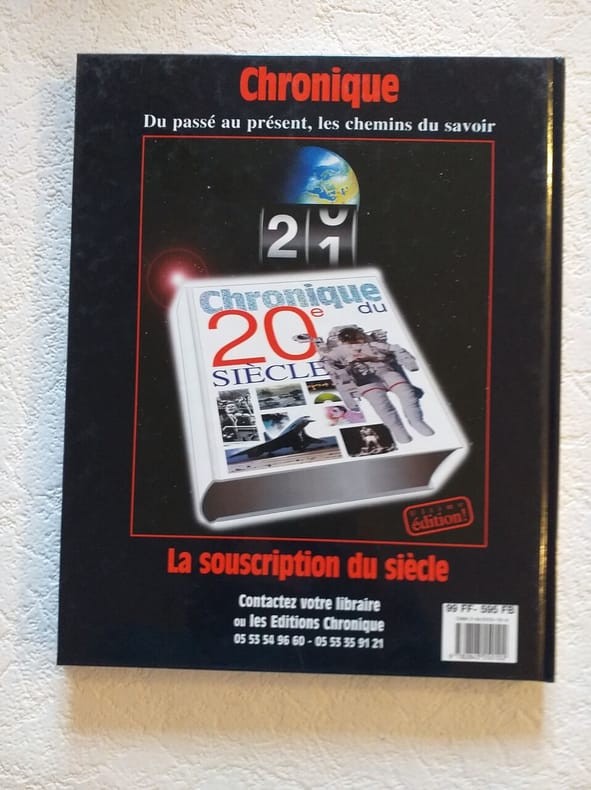 Chronique
Du passé au présent, les chemins du savoir
2 0
1
Chronique
du
20e
SIÈCLE
édition!
La souscription du siècle
Contactez votre libraire
ou les Editions Chronique
05 53 54 96 60 - 05 53 35 91 21
99 FF- 595 FB